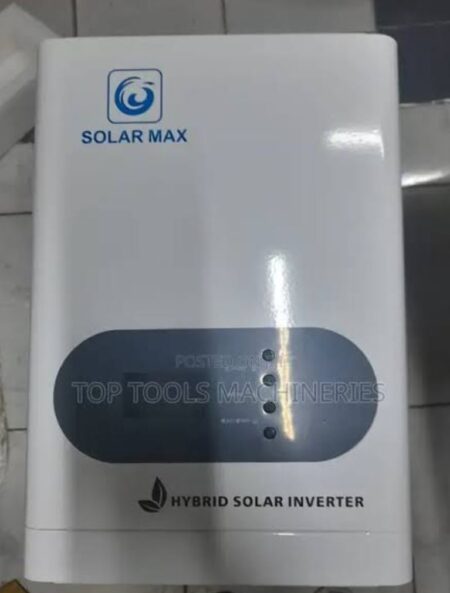 SOLAR MAX
TOP TOOLS MACHINERIES
HYBRID SOLAR INVERTER